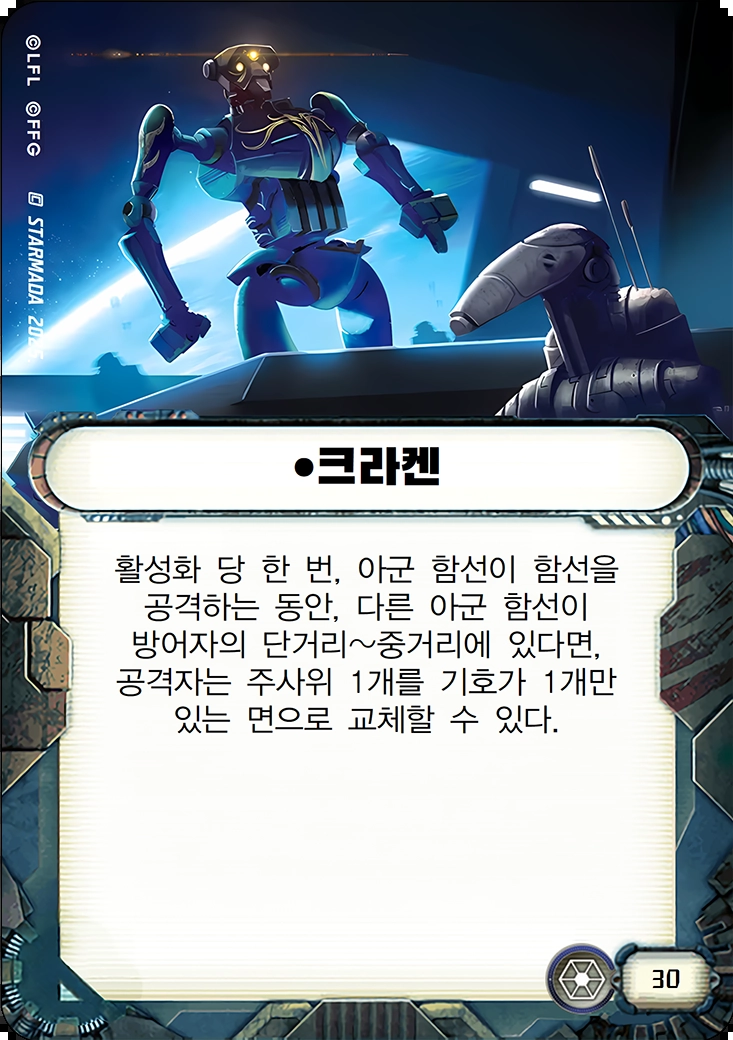 ©LFL ©FFG
STARMADA
•크라켄
활성화 당 한 번, 아군 함선이 함선을
공격하는 동안, 다른 아군 함선이
방어자의 단거리~중거리에 있다면,
공격자는 주사위 1개를 기호가 1개만
있는 면으로 교체할 수 있다.
30